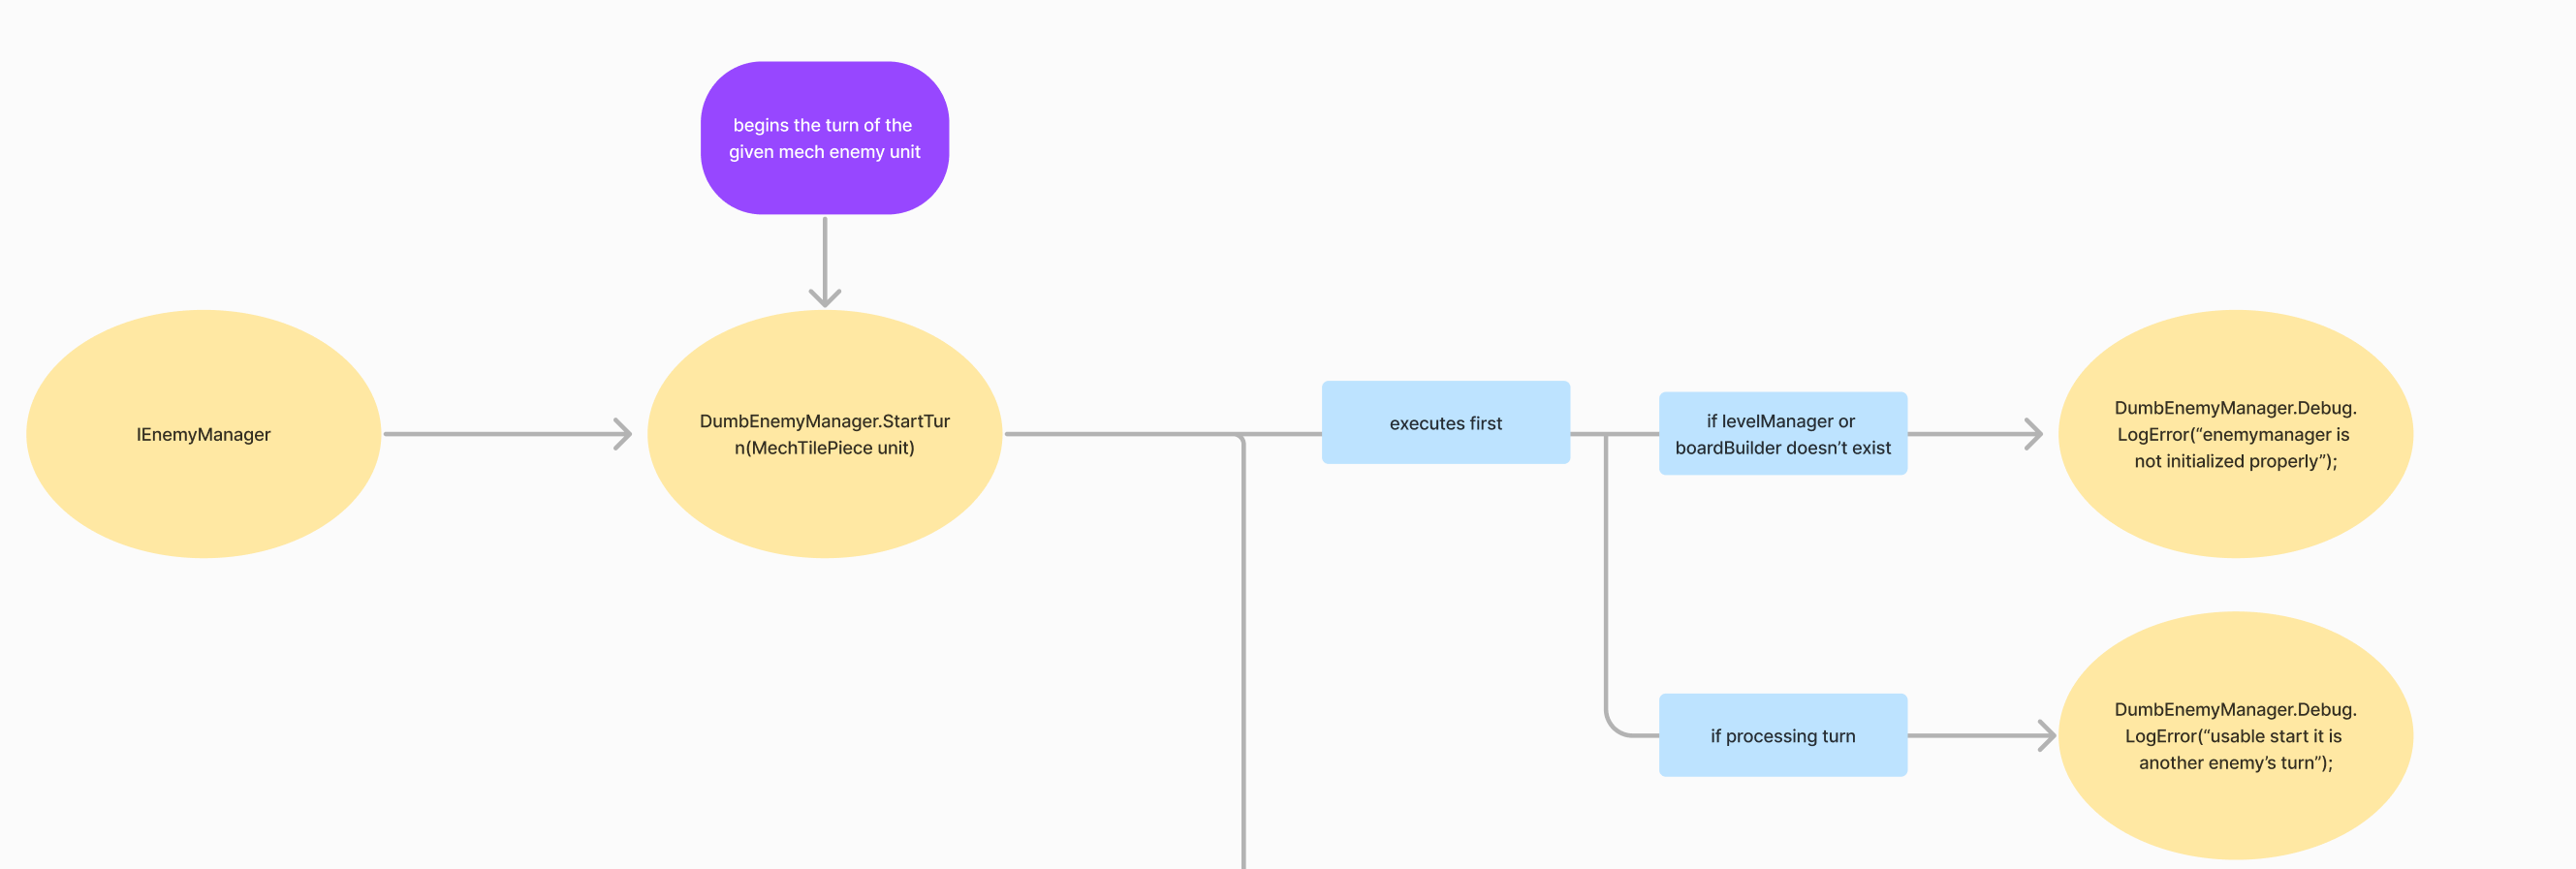 begins the turn of the
given mech enemy unit
IEnemyManager
DumbEnemyManager.StartTur
n(MechTilePiece unit)
executes first
if levelManager or
boardBuilder doesn’t exist
DumbEnemyManager.Debug.
LogError(“enemymanager is
not initialized properly”);
if processing turn
DumbEnemyManager.Debug.
LogError(“usable start it is
another enemy’s turn”);